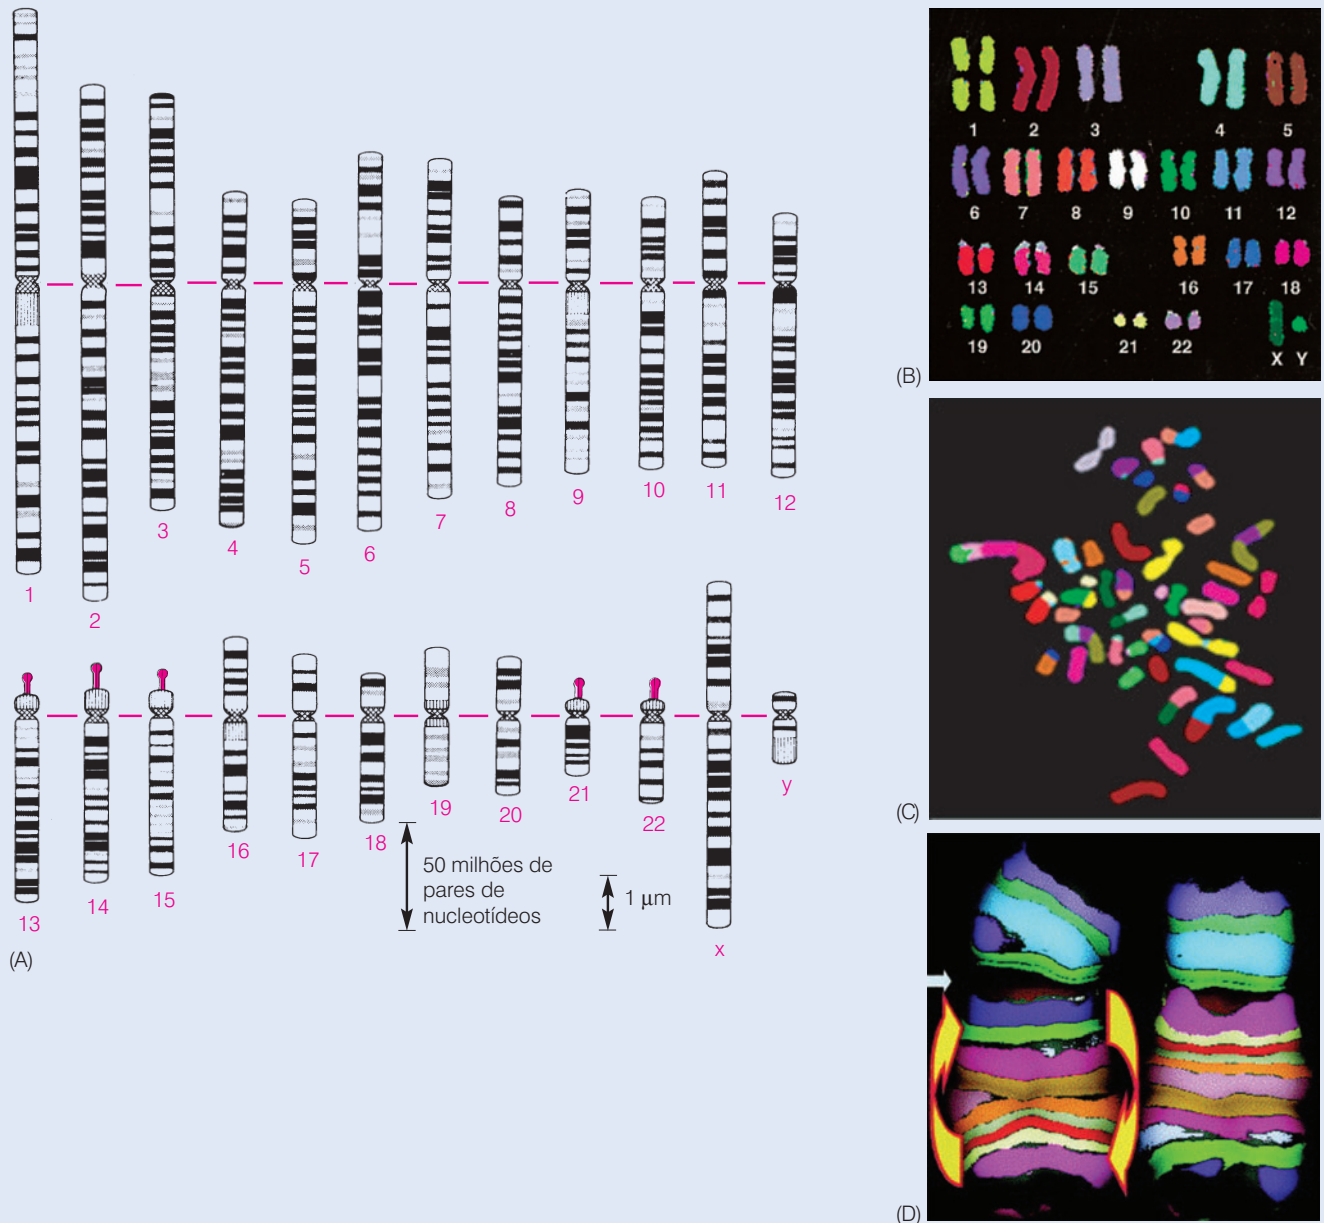 1
2
3
4
5
6
7
8
9
10
11
12
13
14
15
16
17
18
19
20
21
22
x
y
50 milhões de
pares de
nucleotídeos
1 μm
(A)
1 2 3 4 5
6 7 8 9 10 11 12
13 14 15 16 17 18
19 20 21 22 X Y
(B)
(C)
(D)